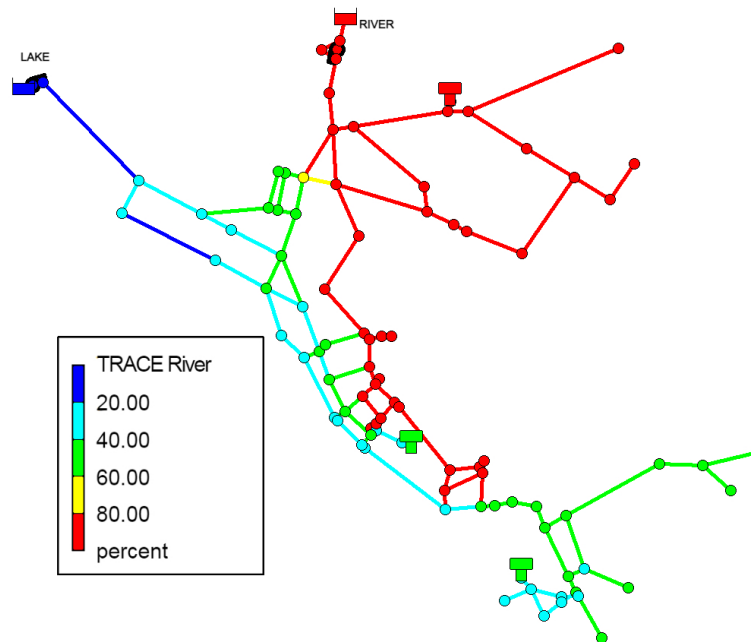 RIVER
LAKE
TRACE River
20.00
40.00
60.00
80.00
percent